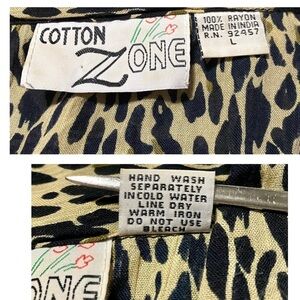 COTTON
ZONE
100% RAYON
MADE IN INDIA
R.N. 92457
L
HAND WASH
SEPARATELY
IN COLD WATER
LINE DRY
WARM IRON
DO NOT USE
BLEACH
ONE